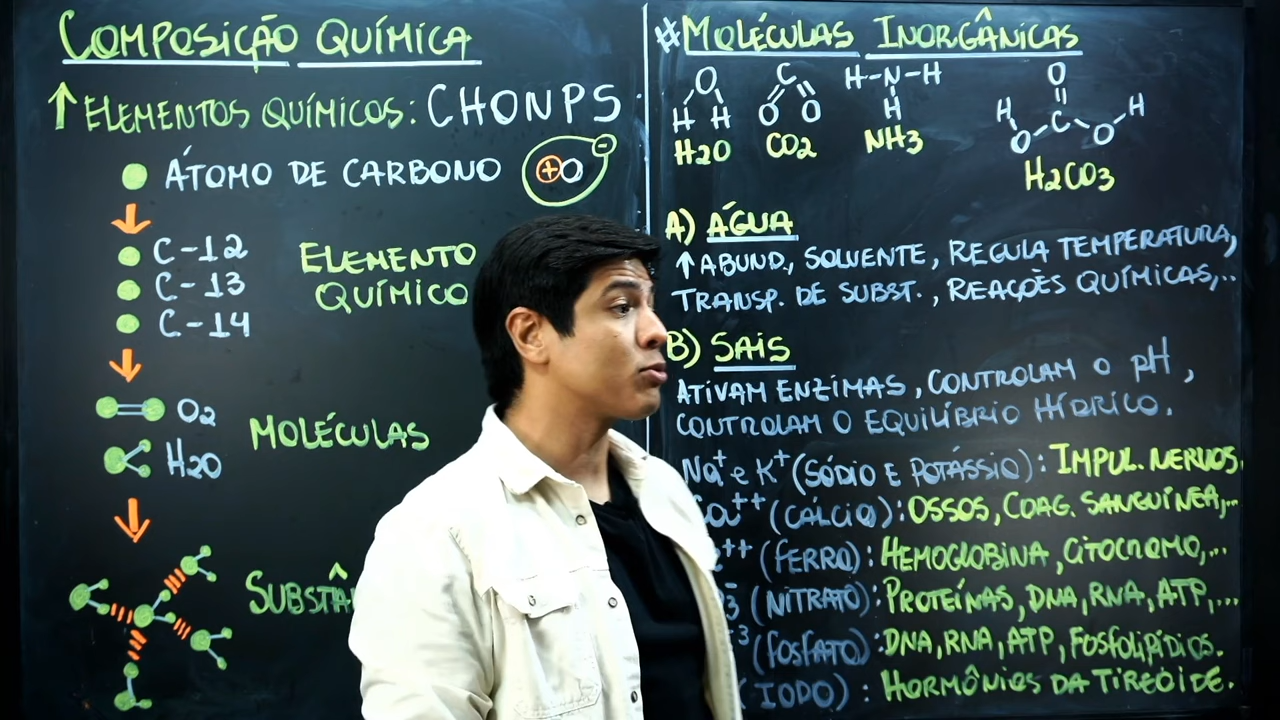 COMPOSIÇÃO QUÍMICA
↑ ELEMENTOS QUÍMICOS: CHONPS
ÁTOMO DE CARBONO
+ O −
C-12
C-13
C-14
ELEMENTO
QUÍMICO
O2
H2O
MOLÉCULAS
#MOLÉCULAS INORGÂNICAS
O
H H
H2O
C
O O
CO2
H-N-H
H
NH3
O
H C H
O O
H2CO3
A) ÁGUA
↑ABUND., SOLVENTE, REGULA TEMPERATURA,
TRANSP. DE SUBST., REAÇÕES QUÍMICAS,..
B) SAIS
ATIVAM ENZIMAS, CONTROLAM O pH,
CONTROLAM O EQUILÍBRIO HÍDRICO.
Na+ e K+ (SÓDIO E POTÁSSIO): IMPUL. NERVOS.
++ (CÁLCIO): OSSOS, COAG. SANGUÍNEA,..
++ (FERRO): HEMOGLOBINA, CITOCROMO,..
(NITRATO): PROTEÍNAS, DNA, RNA, ATP,...
(FOSFATO): DNA, RNA, ATP, FOSFOLIPÍDIOS.
(IODO): HORMÔNIOS DA TIREÓIDE.